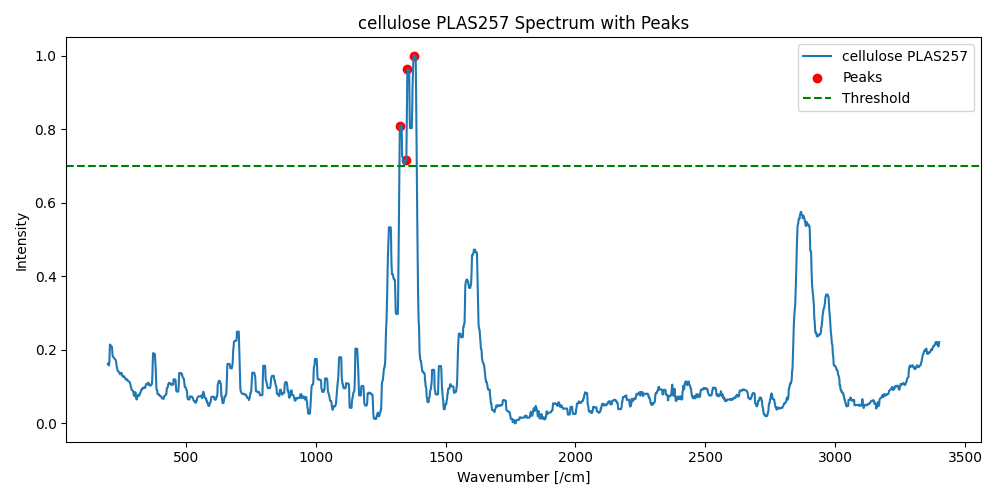 cellulose PLAS257 Spectrum with Peaks
cellulose PLAS257
Peaks
Threshold
Intensity
1.0
0.8
0.6
0.4
0.2
0.0
500 1000 1500 2000 2500 3000 3500
Wavenumber [/cm]